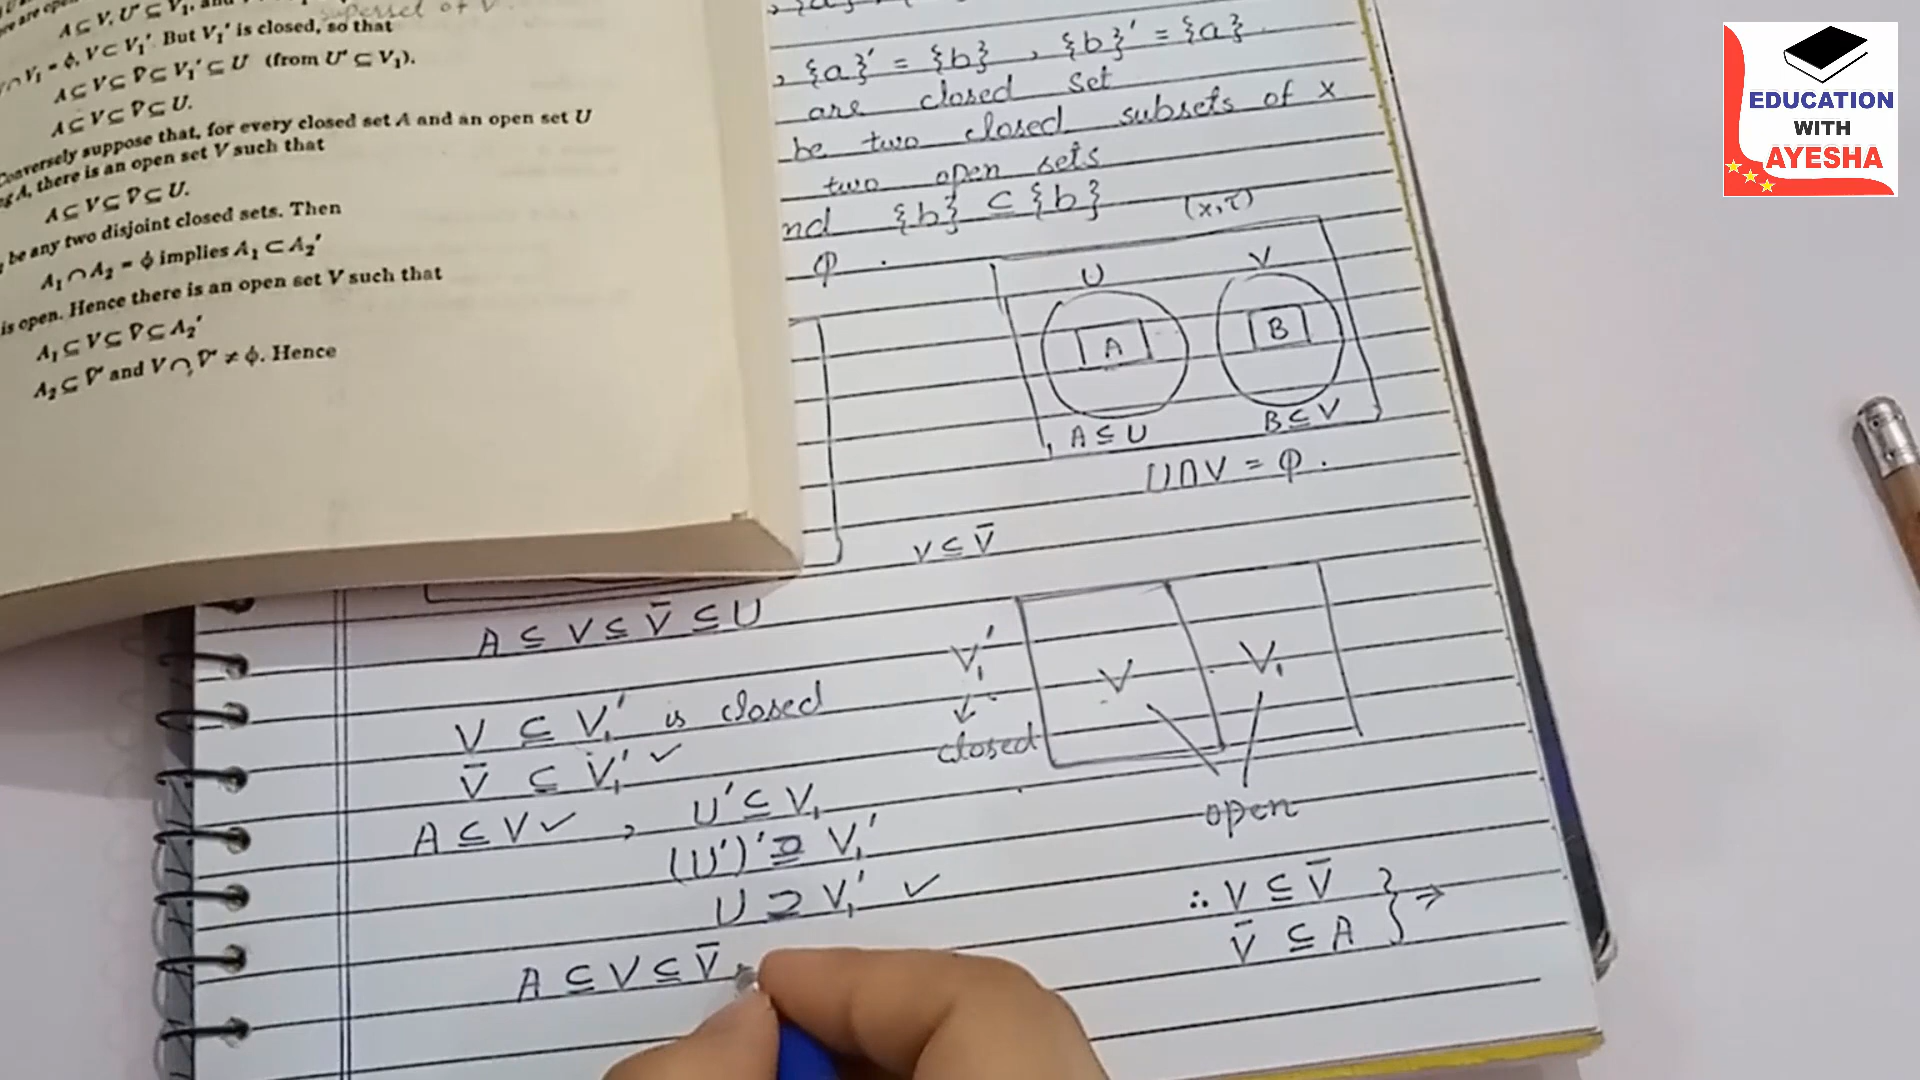 A ⊆ V, U' ⊆ V₁, and
superset of V.
∩ V₁ = ϕ, V ⊂ V₁'. But V₁' is closed, so that
A ⊆ V ⊆ V̄ ⊆ V₁' ⊆ U (from U' ⊆ V₁).
A ⊆ V ⊆ V̄ ⊆ U.
Conversely suppose that, for every closed set A and an open set U
g A, there is an open set V such that
A ⊆ V ⊆ V̄ ⊆ U.
be any two disjoint closed sets. Then
A₁ ∩ A₂ = ϕ implies A₁ ⊂ A₂'
is open. Hence there is an open set V such that
A₁ ⊆ V ⊆ V̄ ⊆ A₂'
A₂ ⊆ V̄' and V ∩ V̄' ≠ ϕ. Hence
, {a}' = {b} , {b}' = {a} .
are closed set
be two closed subsets of x
two open sets
nd {b} ⊆ {b}
φ .
(x, τ)
U V
A B
A ⊆ U B ⊆ V
U∩V = φ .
V ⊆ V̄
A ⊆ V ⊆ V̄ ⊆ U
V ⊆ V₁' is closed
V̄ ⊆ V₁' ✓
A ⊆ V ✓ , U' ⊆ V₁
(U')' ⊇ V₁'
U ⊇ V₁' ✓
A ⊆ V ⊆ V̄
V₁'
↓
closed
V V₁
open
∴ V ⊆ V̄ }
V̄ ⊆ A } →
EDUCATION
WITH
AYESHA